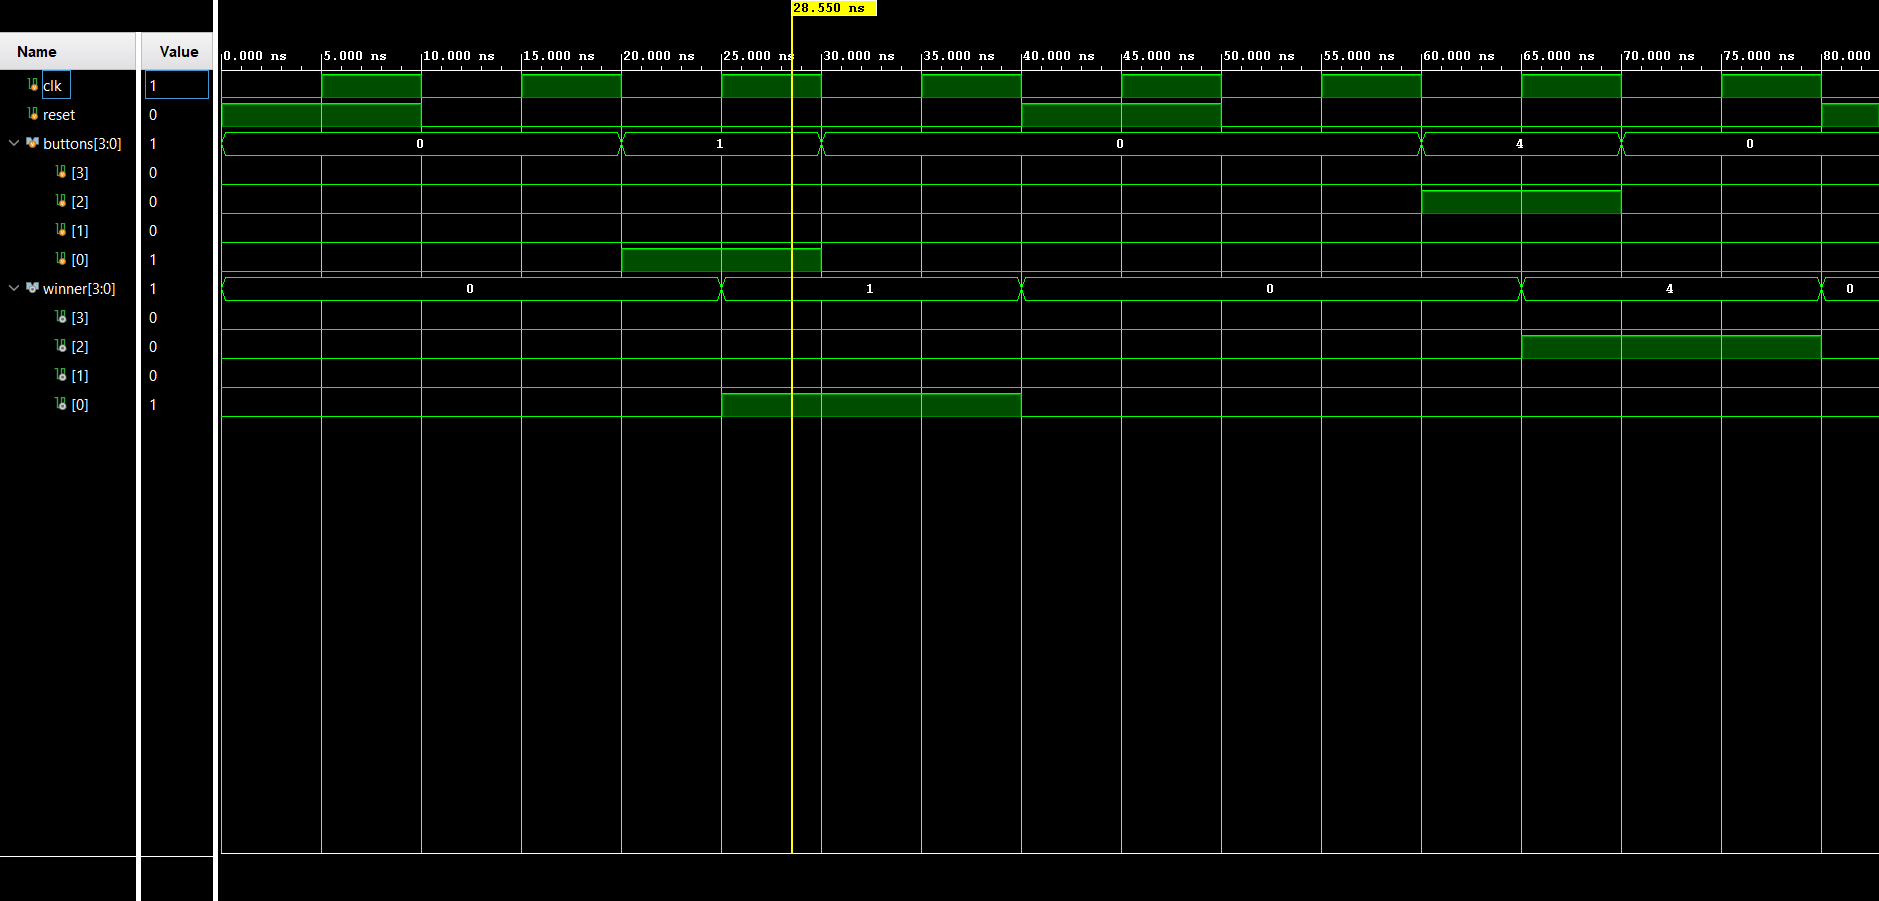 28.550 ns
Name Value 0.000 ns 5.000 ns 10.000 ns 15.000 ns 20.000 ns 25.000 ns 30.000 ns 35.000 ns 40.000 ns 45.000 ns 50.000 ns 55.000 ns 60.000 ns 65.000 ns 70.000 ns 75.000 ns 80.000
clk 1
reset 0
buttons[3:0] 1 0 1 0 4 0
[3] 0
[2] 0
[1] 0
[0] 1
winner[3:0] 1 0 1 0 4 0
[3] 0
[2] 0
[1] 0
[0] 1